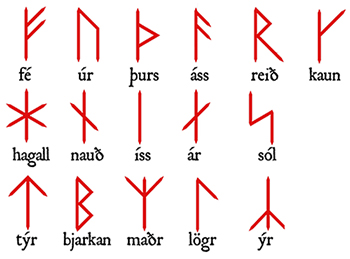 ᚠ ᚢ ᚦ ᚬ ᚱ ᚴ
fé úr þurs áss reið kaun
ᚼ ᚾ ᛁ ᛅ ᛋ
hagall nauð íss ár sól
ᛏ ᛒ ᛘ ᛚ ᛦ
týr bjarkan maðr lögr ýr